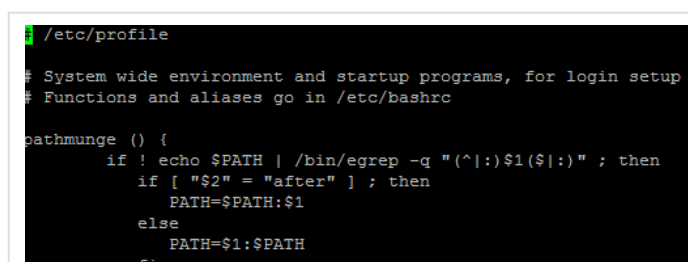 # /etc/profile
# System wide environment and startup programs, for login setup
# Functions and aliases go in /etc/bashrc
pathmunge () {
if ! echo $PATH | /bin/egrep -q "(^|:)$1($|:)" ; then
if [ "$2" = "after" ] ; then
PATH=$PATH:$1
else
PATH=$1:$PATH